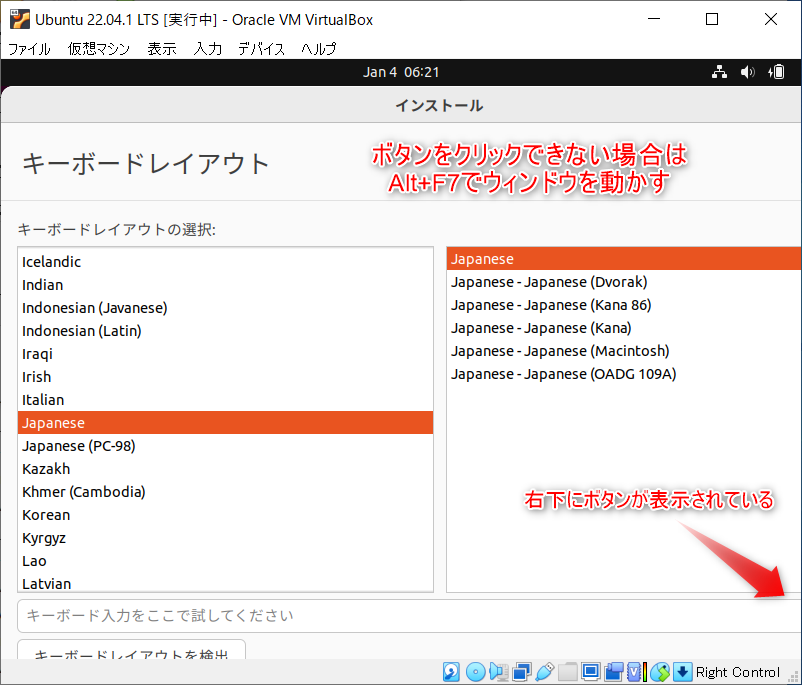 Ubuntu 22.04.1 LTS [実行中] - Oracle VM VirtualBox
ファイル 仮想マシン 表示 入力 デバイス ヘルプ
Jan 4 06:21
インストール
キーボードレイアウト
ボタンをクリックできない場合は
Alt+F7でウィンドウを動かす
キーボードレイアウトの選択:
Icelandic
Indian
Indonesian (Javanese)
Indonesian (Latin)
Iraqi
Irish
Italian
Japanese
Japanese (PC-98)
Kazakh
Khmer (Cambodia)
Korean
Kyrgyz
Lao
Latvian
Japanese
Japanese - Japanese (Dvorak)
Japanese - Japanese (Kana 86)
Japanese - Japanese (Kana)
Japanese - Japanese (Macintosh)
Japanese - Japanese (OADG 109A)
右下にボタンが表示されている
キーボード入力をここで試してください
キーボードレイアウトを検出
Right Control